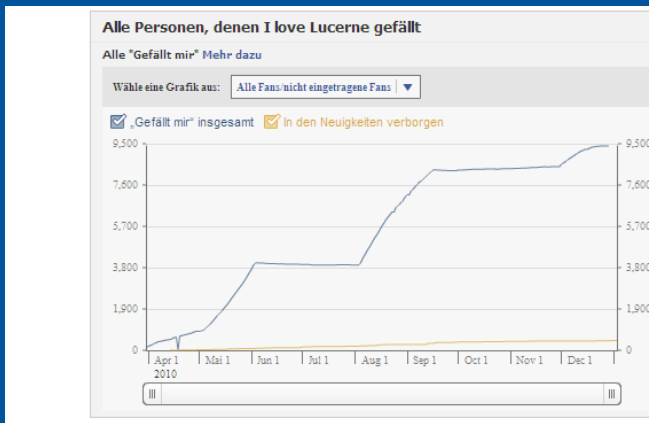 Alle Personen, denen I love Lucerne gefällt
Alle "Gefällt mir" Mehr dazu
Wähle eine Grafik aus: Alle Fans/nicht eingetragene Fans
„Gefällt mir“ insgesamt In den Neuigkeiten verborgen
9,500 9,500
7,600 7,600
5,700 5,700
3,800 3,800
1,900 1,900
0 0
Apr 1 Mai 1 Jun 1 Jul 1 Aug 1 Sep 1 Oct 1 Nov 1 Dec 1
2010